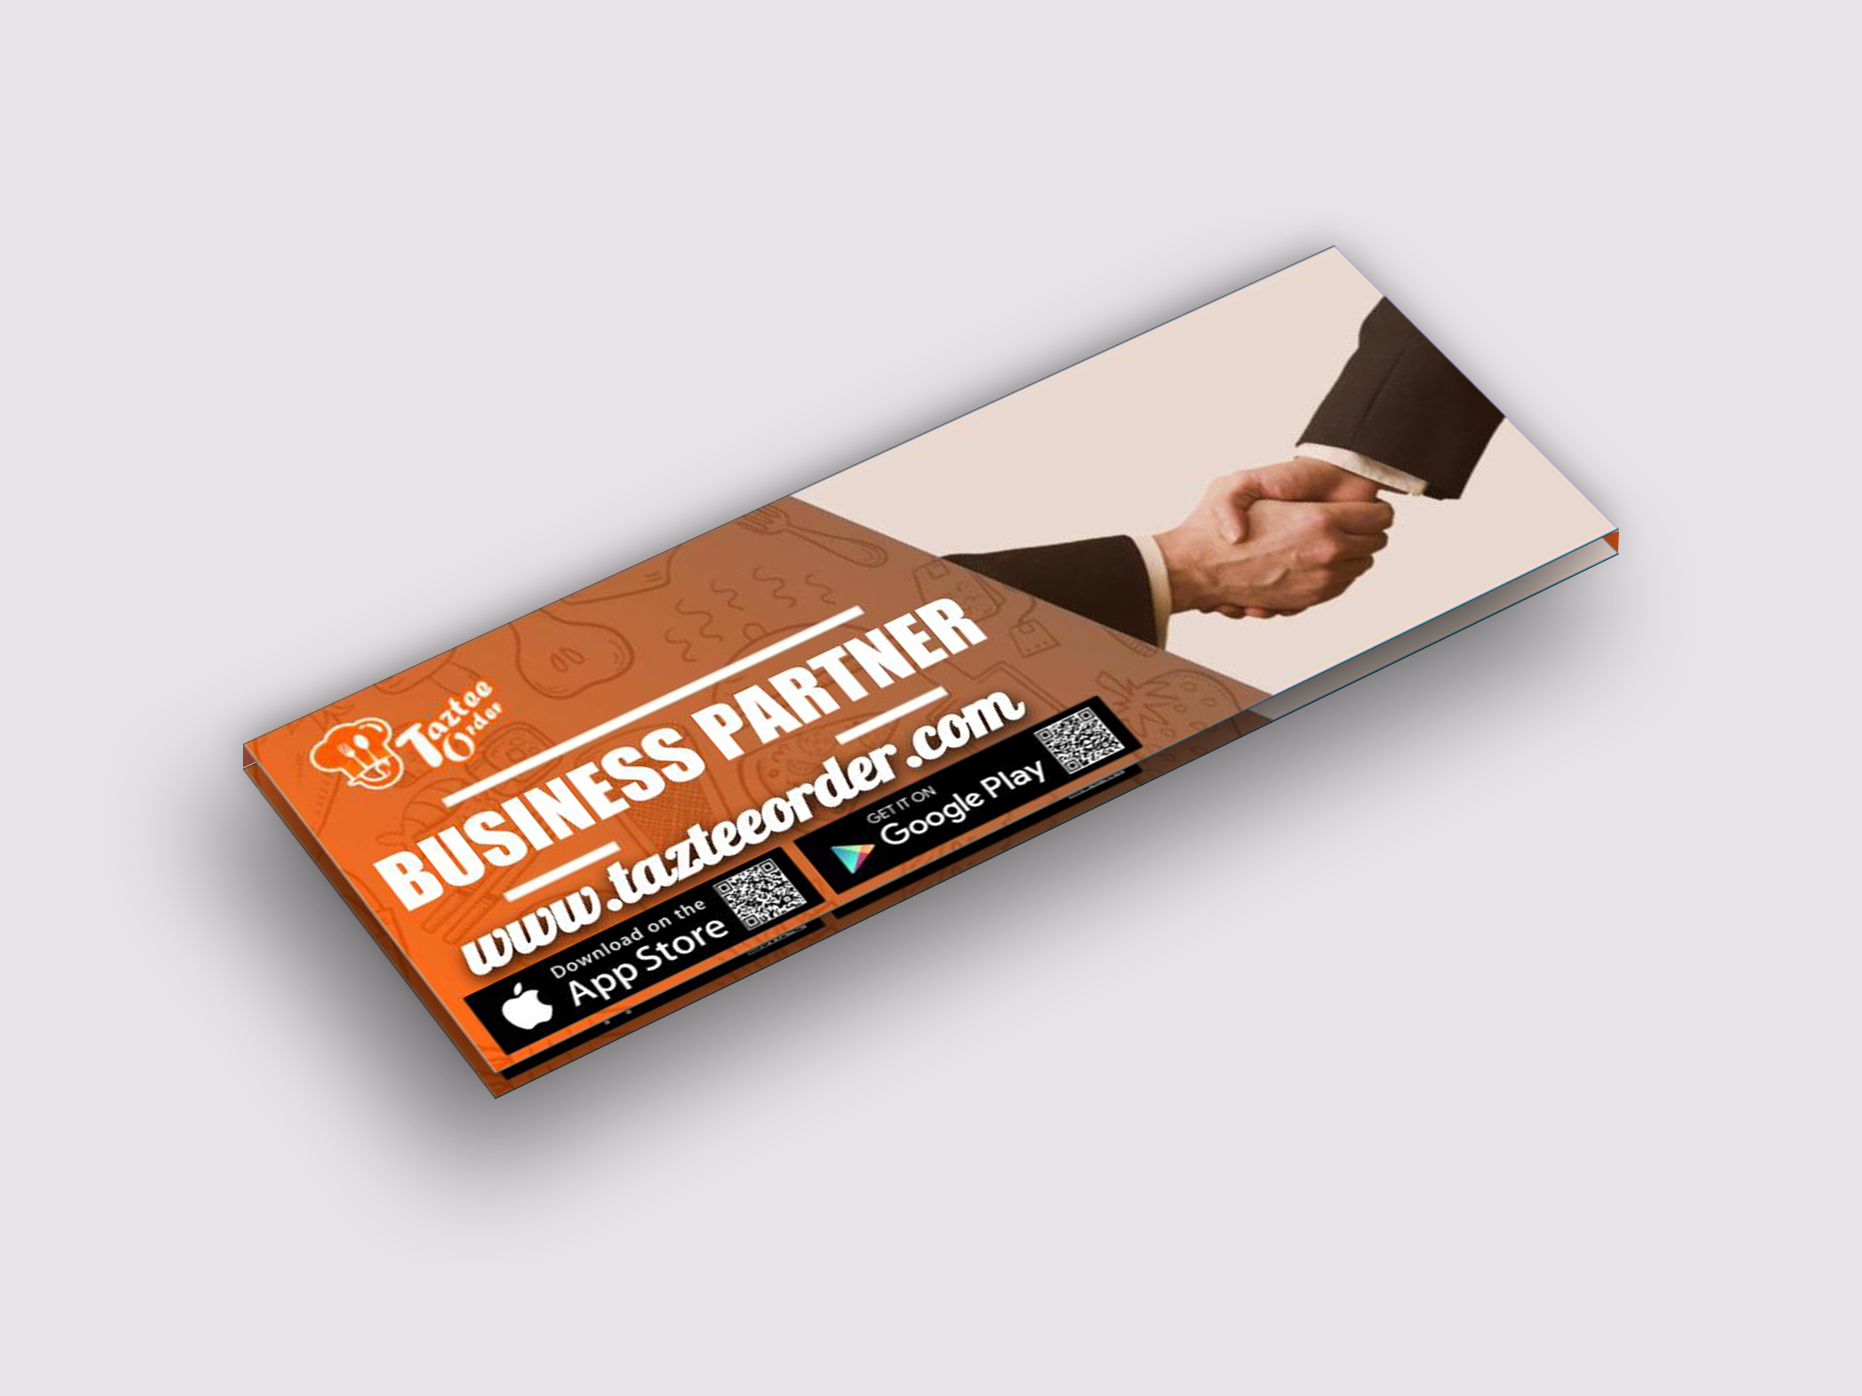 Taztee
Order
BUSINESS PARTNER
www.tazteeorder.com
Download on the
App Store
GET IT ON
Google Play